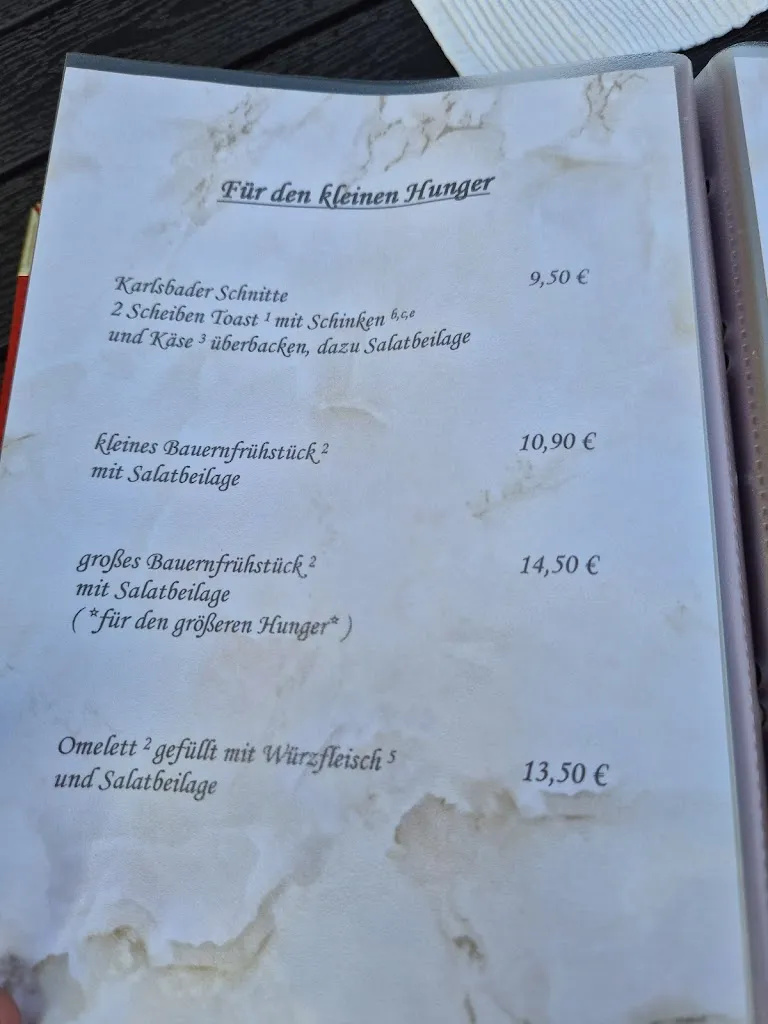 Für den kleinen Hunger
Karlsbader Schnitte 9,50 €
2 Scheiben Toast ¹ mit Schinken ⁶,ᶜ,ᵉ
und Käse ³ überbacken, dazu Salatbeilage
kleines Bauernfrühstück ² 10,90 €
mit Salatbeilage
großes Bauernfrühstück ² 14,50 €
mit Salatbeilage
( *für den größeren Hunger* )
Omelett ² gefüllt mit Würzfleisch ⁵ 13,50 €
und Salatbeilage